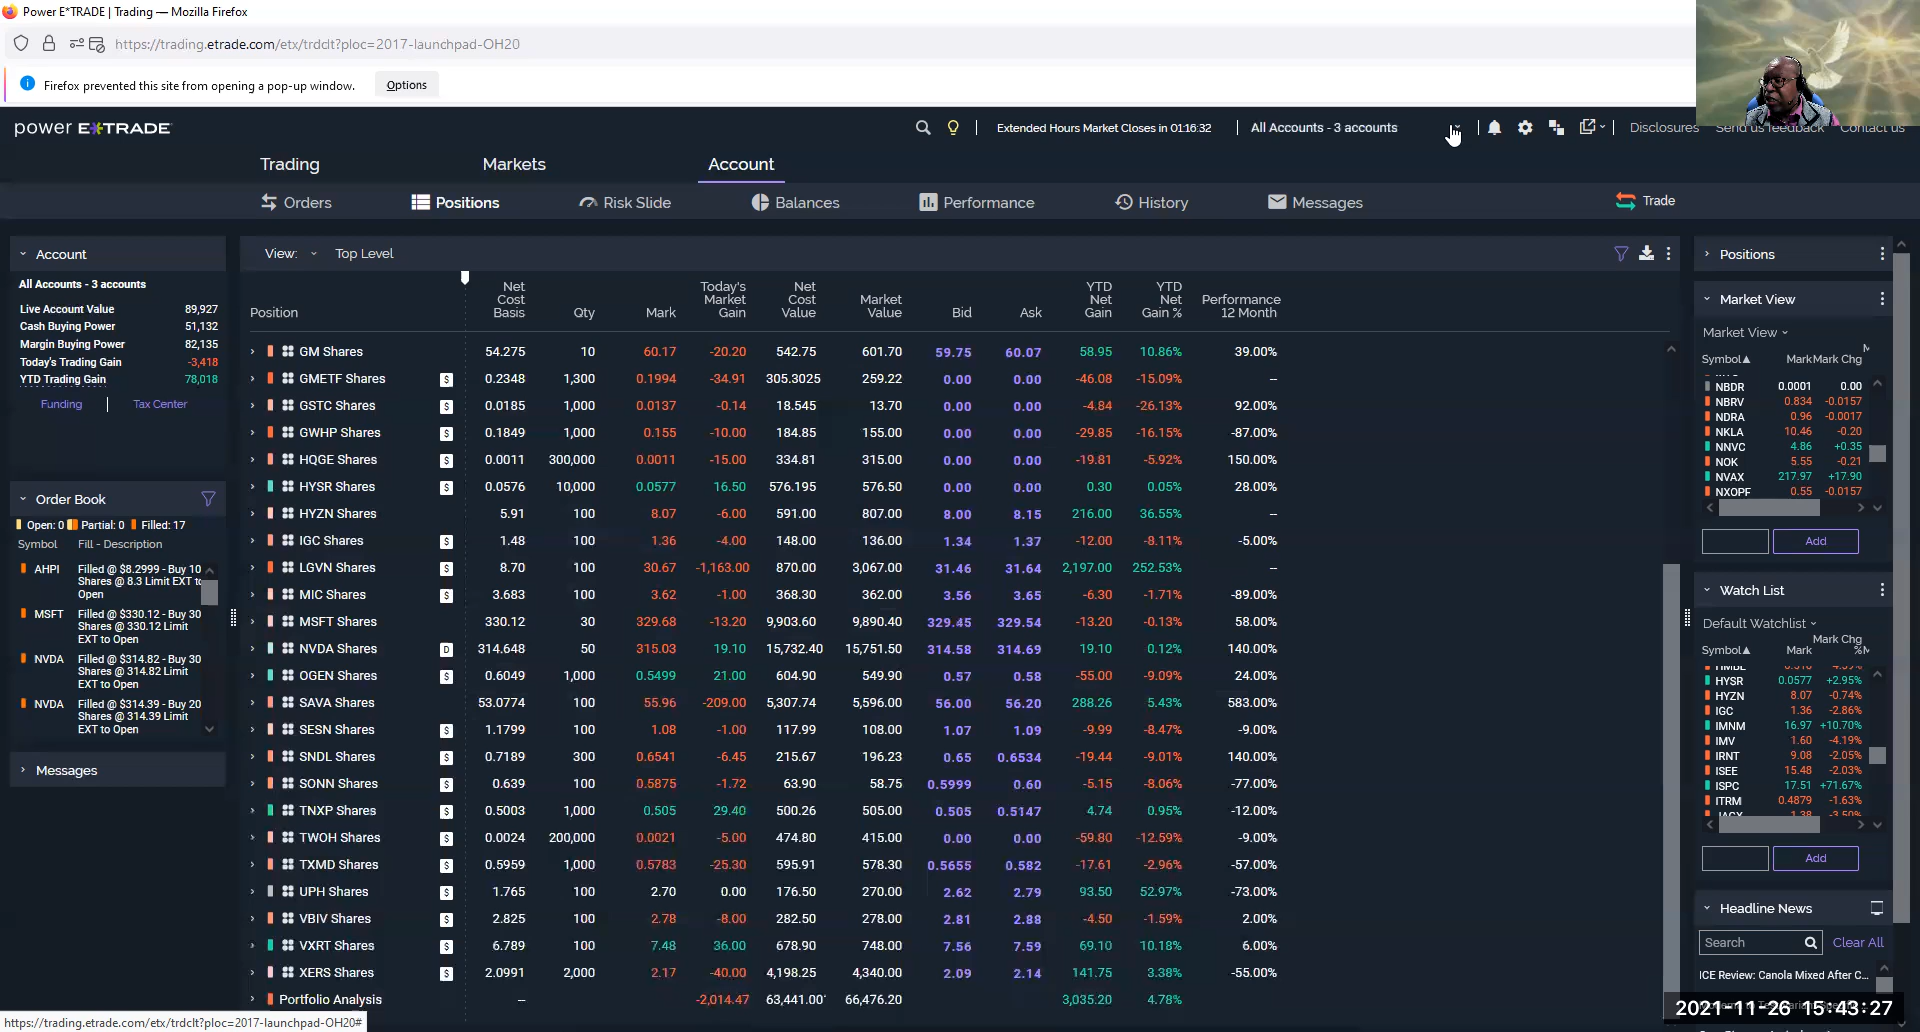 Power E*TRADE | Trading — Mozilla Firefox
https://trading.etrade.com/etx/trdclt?ploc=2017-launchpad-OH20
Firefox prevented this site from opening a pop-up window. Options
power E*TRADE
Extended Hours Market Closes in 01:16:32 All Accounts - 3 accounts Disclosures Send us feedback Contact us
Trading Markets Account
Orders Positions Risk Slide Balances Performance History Messages Trade
Account
All Accounts - 3 accounts
Live Account Value 89,927
Cash Buying Power 51,132
Margin Buying Power 82,135
Today's Trading Gain -3,418
YTD Trading Gain 78,018
Funding Tax Center
Order Book
Open: 0 Partial: 0 Filled: 17
Symbol Fill - Description
AHPI Filled @ $8.2999 - Buy 10
Shares @ 8.3 Limit EXT to
Open
MSFT Filled @ $330.12 - Buy 30
Shares @ 330.12 Limit
EXT to Open
NVDA Filled @ $314.82 - Buy 30
Shares @ 314.82 Limit
EXT to Open
NVDA Filled @ $314.39 - Buy 20
Shares @ 314.39 Limit
EXT to Open
Messages
View: Top Level
Position Net Cost Basis Qty Mark Today's Market Gain Net Cost Value Market Value Bid Ask YTD Net Gain YTD Net Gain % Performance 12 Month
GM Shares 54.275 10 60.17 -20.20 542.75 601.70 59.75 60.07 58.95 10.86% 39.00%
GMETF Shares $ 0.2348 1,300 0.1994 -34.91 305.3025 259.22 0.00 0.00 -46.08 -15.09% --
GSTC Shares $ 0.0185 1,000 0.0137 -0.14 18.545 13.70 0.00 0.00 -4.84 -26.13% 92.00%
GWHP Shares $ 0.1849 1,000 0.155 -10.00 184.85 155.00 0.00 0.00 -29.85 -16.15% -87.00%
HQGE Shares $ 0.0011 300,000 0.0011 -15.00 334.81 315.00 0.00 0.00 -19.81 -5.92% 150.00%
HYSR Shares $ 0.0576 10,000 0.0577 16.50 576.195 576.50 0.00 0.00 0.30 0.05% 28.00%
HYZN Shares 5.91 100 8.07 -6.00 591.00 807.00 8.00 8.15 216.00 36.55% --
IGC Shares $ 1.48 100 1.36 -4.00 148.00 136.00 1.34 1.37 -12.00 -8.11% -5.00%
LGVN Shares $ 8.70 100 30.67 -1,163.00 870.00 3,067.00 31.46 31.64 2,197.00 252.53% --
MIC Shares $ 3.683 100 3.62 -1.00 368.30 362.00 3.56 3.65 -6.30 -1.71% -89.00%
MSFT Shares 330.12 30 329.68 -13.20 9,903.60 9,890.40 329.45 329.54 -13.20 -0.13% 58.00%
NVDA Shares D 314.648 50 315.03 19.10 15,732.40 15,751.50 314.58 314.69 19.10 0.12% 140.00%
OGEN Shares $ 0.6049 1,000 0.5499 21.00 604.90 549.90 0.57 0.58 -55.00 -9.09% 24.00%
SAVA Shares 53.0774 100 55.96 -209.00 5,307.74 5,596.00 56.00 56.20 288.26 5.43% 583.00%
SESN Shares $ 1.1799 100 1.08 -1.00 117.99 108.00 1.07 1.09 -9.99 -8.47% -9.00%
SNDL Shares $ 0.7189 300 0.6541 -6.45 215.67 196.23 0.65 0.6534 -19.44 -9.01% 140.00%
SONN Shares $ 0.639 100 0.5875 -1.72 63.90 58.75 0.5999 0.60 -5.15 -8.06% -77.00%
TNXP Shares $ 0.5003 1,000 0.505 29.40 500.26 505.00 0.505 0.5147 4.74 0.95% -12.00%
TWOH Shares $ 0.0024 200,000 0.0021 -5.00 474.80 415.00 0.00 0.00 -59.80 -12.59% -9.00%
TXMD Shares $ 0.5959 1,000 0.5783 -25.30 595.91 578.30 0.5655 0.582 -17.61 -2.96% -57.00%
UPH Shares $ 1.765 100 2.70 0.00 176.50 270.00 2.62 2.79 93.50 52.97% -73.00%
VBIV Shares $ 2.825 100 2.78 -8.00 282.50 278.00 2.81 2.88 -4.50 -1.59% 2.00%
VXRT Shares $ 6.789 100 7.48 36.00 678.90 748.00 7.56 7.59 69.10 10.18% 6.00%
XERS Shares $ 2.0991 2,000 2.17 -40.00 4,198.25 4,340.00 2.09 2.14 141.75 3.38% -55.00%
Portfolio Analysis -- -2,014.47 63,441.00 66,476.20 3,035.20 4.78%
Positions
Market View
Market View
Symbol Mark Mark Chg
NBDR 0.0001 0.00
NBRV 0.834 -0.0157
NDRA 0.96 -0.0017
NKLA 10.46 -0.20
NNVC 4.86 +0.35
NOK 5.55 -0.21
NVAX 217.97 +17.90
NXOPF 0.55 -0.0157
Add
Watch List
Default Watchlist
Symbol Mark Mark Chg %
HYSR 0.0577 +2.95%
HYZN 8.07 -0.74%
IGC 1.36 -2.86%
IMNM 16.97 +10.70%
IMV 1.60 -4.19%
IRNT 9.08 -2.05%
ISEE 15.48 -2.03%
ISPC 17.51 +71.67%
ITRM 0.4879 -1.63%
Add
Headline News
Search Clear All
ICE Review: Canola Mixed After C...
2021-11-26 15:43:27
https://trading.etrade.com/etx/trdclt?ploc=2017-launchpad-OH20#